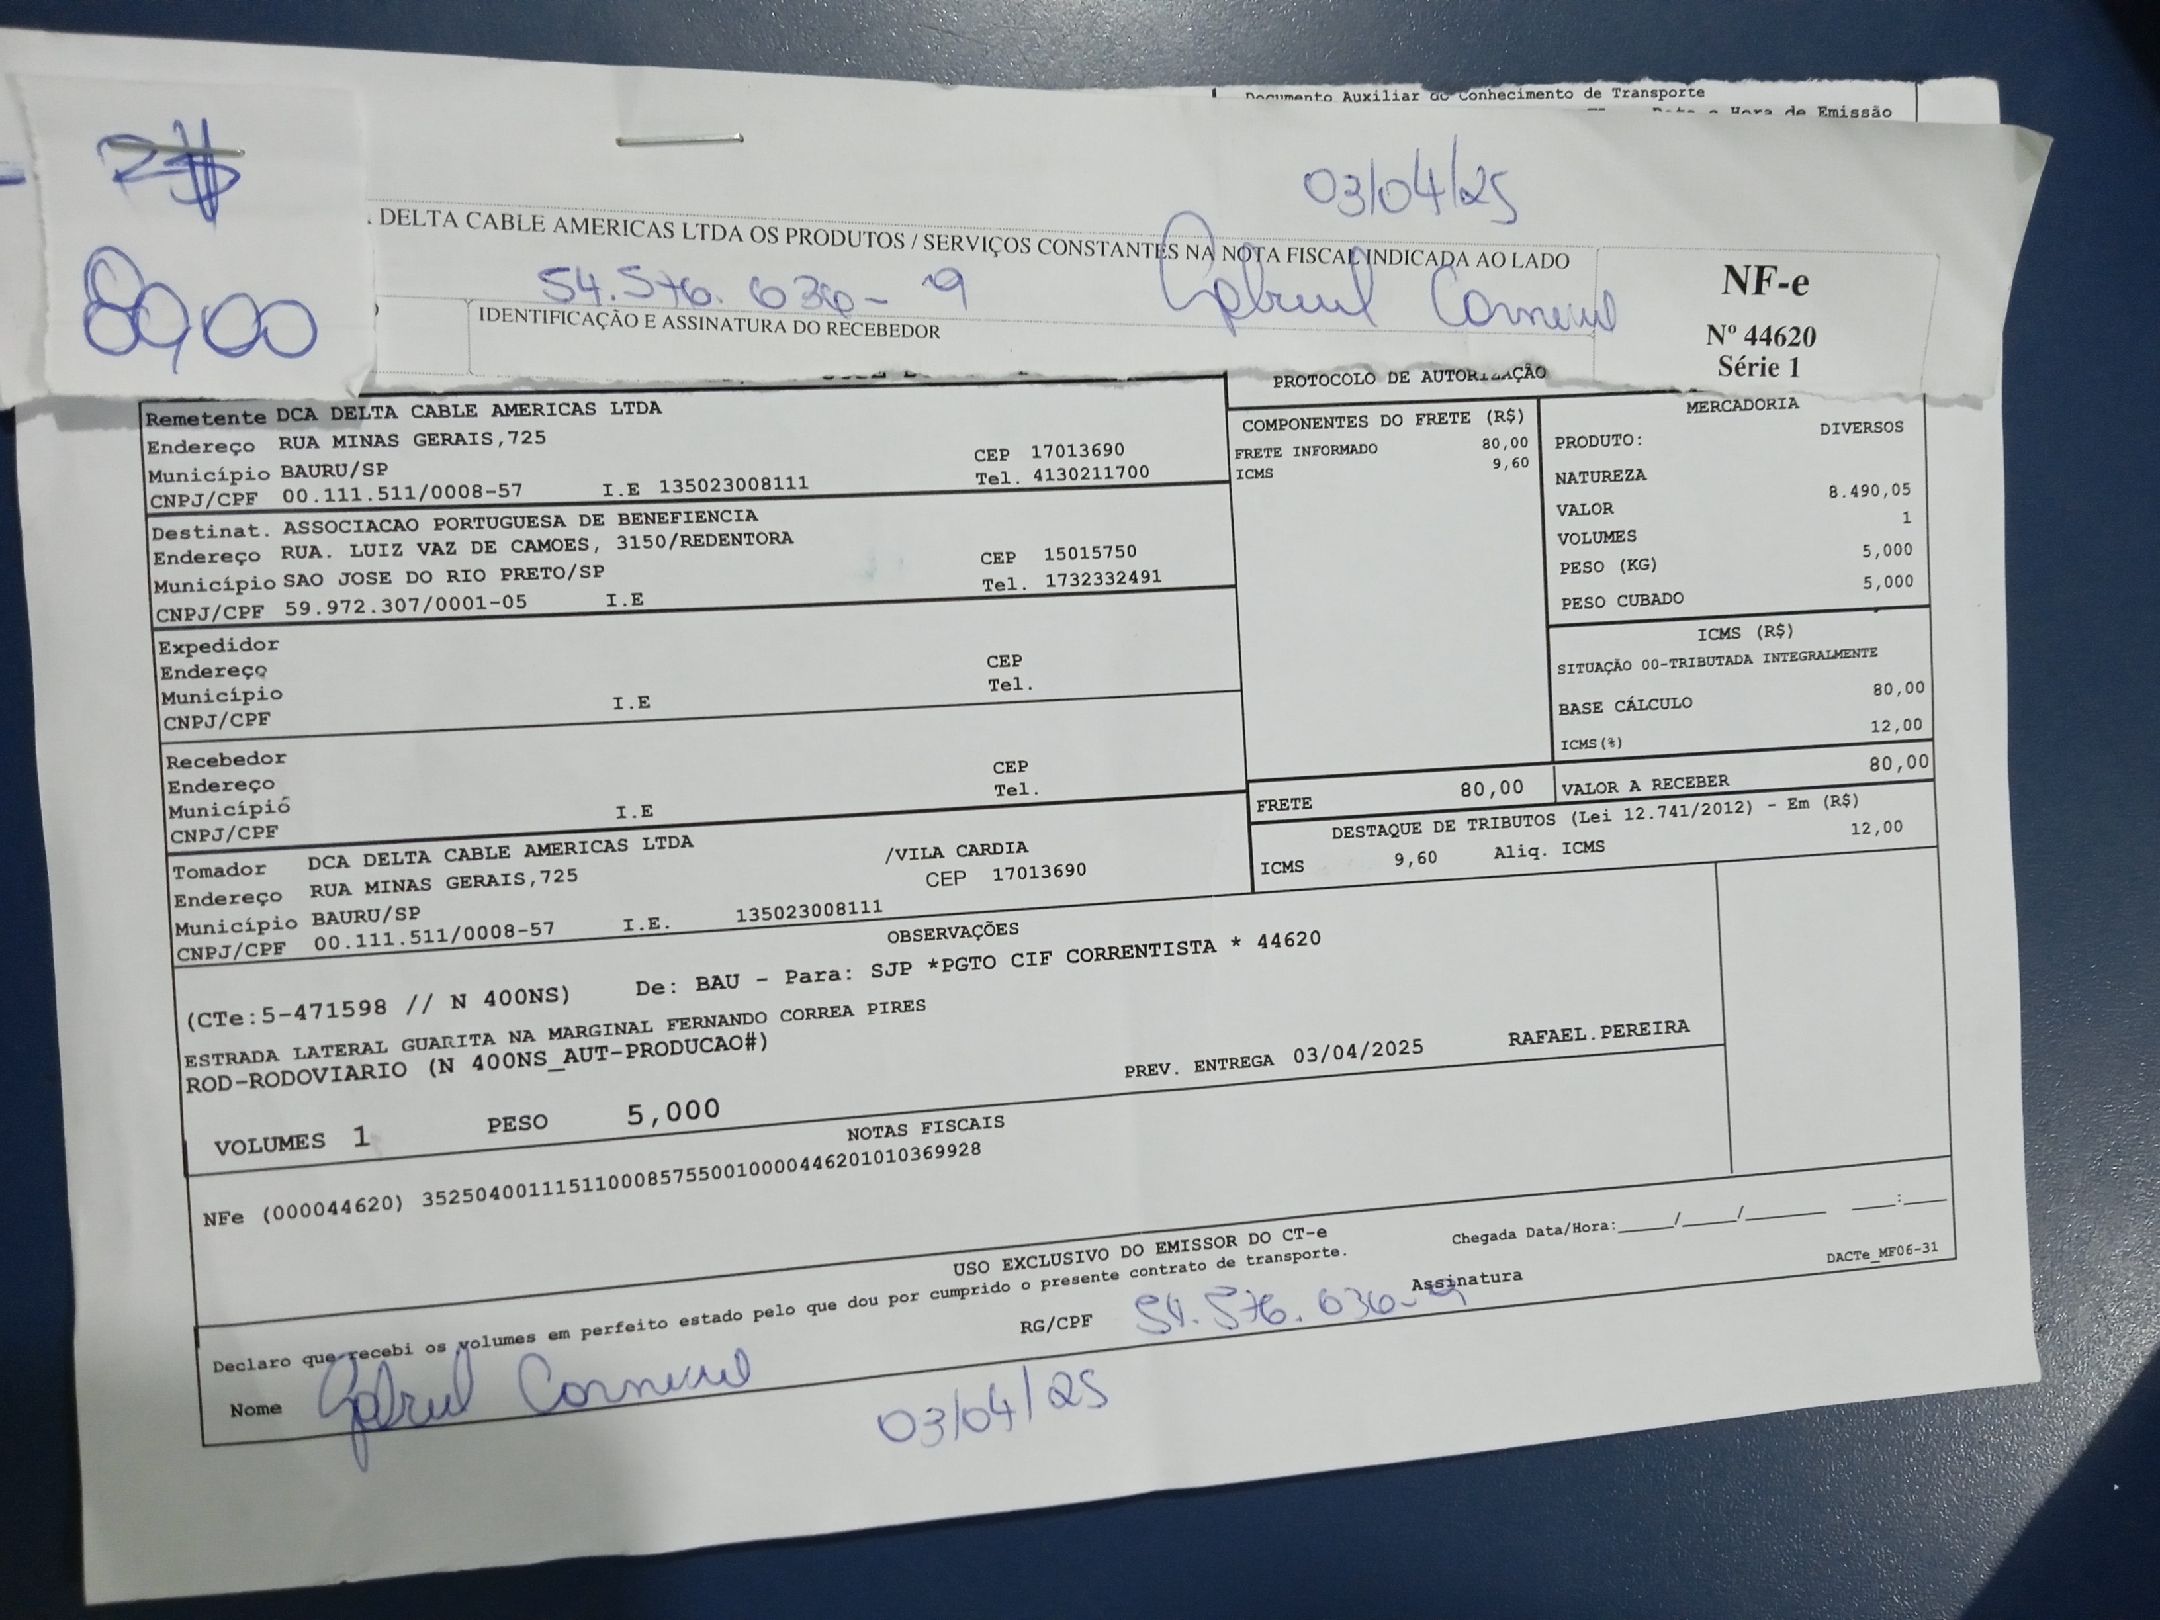 Documento Auxiliar do Conhecimento de Transporte
Data e Hora de Emissão
R$
80,00
03/04/25
. DELTA CABLE AMERICAS LTDA OS PRODUTOS / SERVIÇOS CONSTANTES NA NOTA FISCAL INDICADA AO LADO
54.576.636-9
IDENTIFICAÇÃO E ASSINATURA DO RECEBEDOR
Gabriel
NF-e
Nº 44620
Série 1
PROTOCOLO DE AUTORIZAÇÃO
Remetente DCA DELTA CABLE AMERICAS LTDA
Endereço RUA MINAS GERAIS,725
CEP 17013690
Município BAURU/SP
Tel. 4130211700
CNPJ/CPF 00.111.511/0008-57 I.E 135023008111
Destinat. ASSOCIACAO PORTUGUESA DE BENEFIENCIA
Endereço RUA. LUIZ VAZ DE CAMOES, 3150/REDENTORA
CEP 15015750
Município SAO JOSE DO RIO PRETO/SP
Tel. 1732332491
CNPJ/CPF 59.972.307/0001-05 I.E
Expedidor
Endereço CEP
Município Tel.
CNPJ/CPF I.E
Recebedor
Endereço CEP
Município Tel.
CNPJ/CPF I.E
Tomador DCA DELTA CABLE AMERICAS LTDA /VILA CARDIA
Endereço RUA MINAS GERAIS,725 CEP 17013690
Município BAURU/SP
CNPJ/CPF 00.111.511/0008-57 I.E. 135023008111
COMPONENTES DO FRETE (R$)
FRETE INFORMADO 80,00
ICMS 9,60
MERCADORIA
PRODUTO: DIVERSOS
NATUREZA
VALOR 8.490,05
VOLUMES 1
PESO (KG) 5,000
PESO CUBADO 5,000
ICMS (R$)
SITUAÇÃO 00-TRIBUTADA INTEGRALMENTE
BASE CÁLCULO 80,00
ICMS(%) 12,00
FRETE 80,00 VALOR A RECEBER 80,00
DESTAQUE DE TRIBUTOS (Lei 12.741/2012) - Em (R$)
ICMS 9,60 Aliq. ICMS 12,00
OBSERVAÇÕES
(CTe:5-471598 // N 400NS) De: BAU - Para: SJP *PGTO CIF CORRENTISTA * 44620
ESTRADA LATERAL GUARITA NA MARGINAL FERNANDO CORREA PIRES
ROD-RODOVIARIO (N 400NS_AUT-PRODUCAO#)
PREV. ENTREGA 03/04/2025 RAFAEL.PEREIRA
VOLUMES 1 PESO 5,000
NOTAS FISCAIS
NFe (000044620) 35250400111511000857550010000446201010369928
USO EXCLUSIVO DO EMISSOR DO CT-e
Declaro que recebi os volumes em perfeito estado pelo que dou por cumprido o presente contrato de transporte.
Chegada Data/Hora:____/____/______ ___:___
DACTe_MF06-31
Nome Gabriel
RG/CPF 54.576.636-9 Assinatura
03/04/25